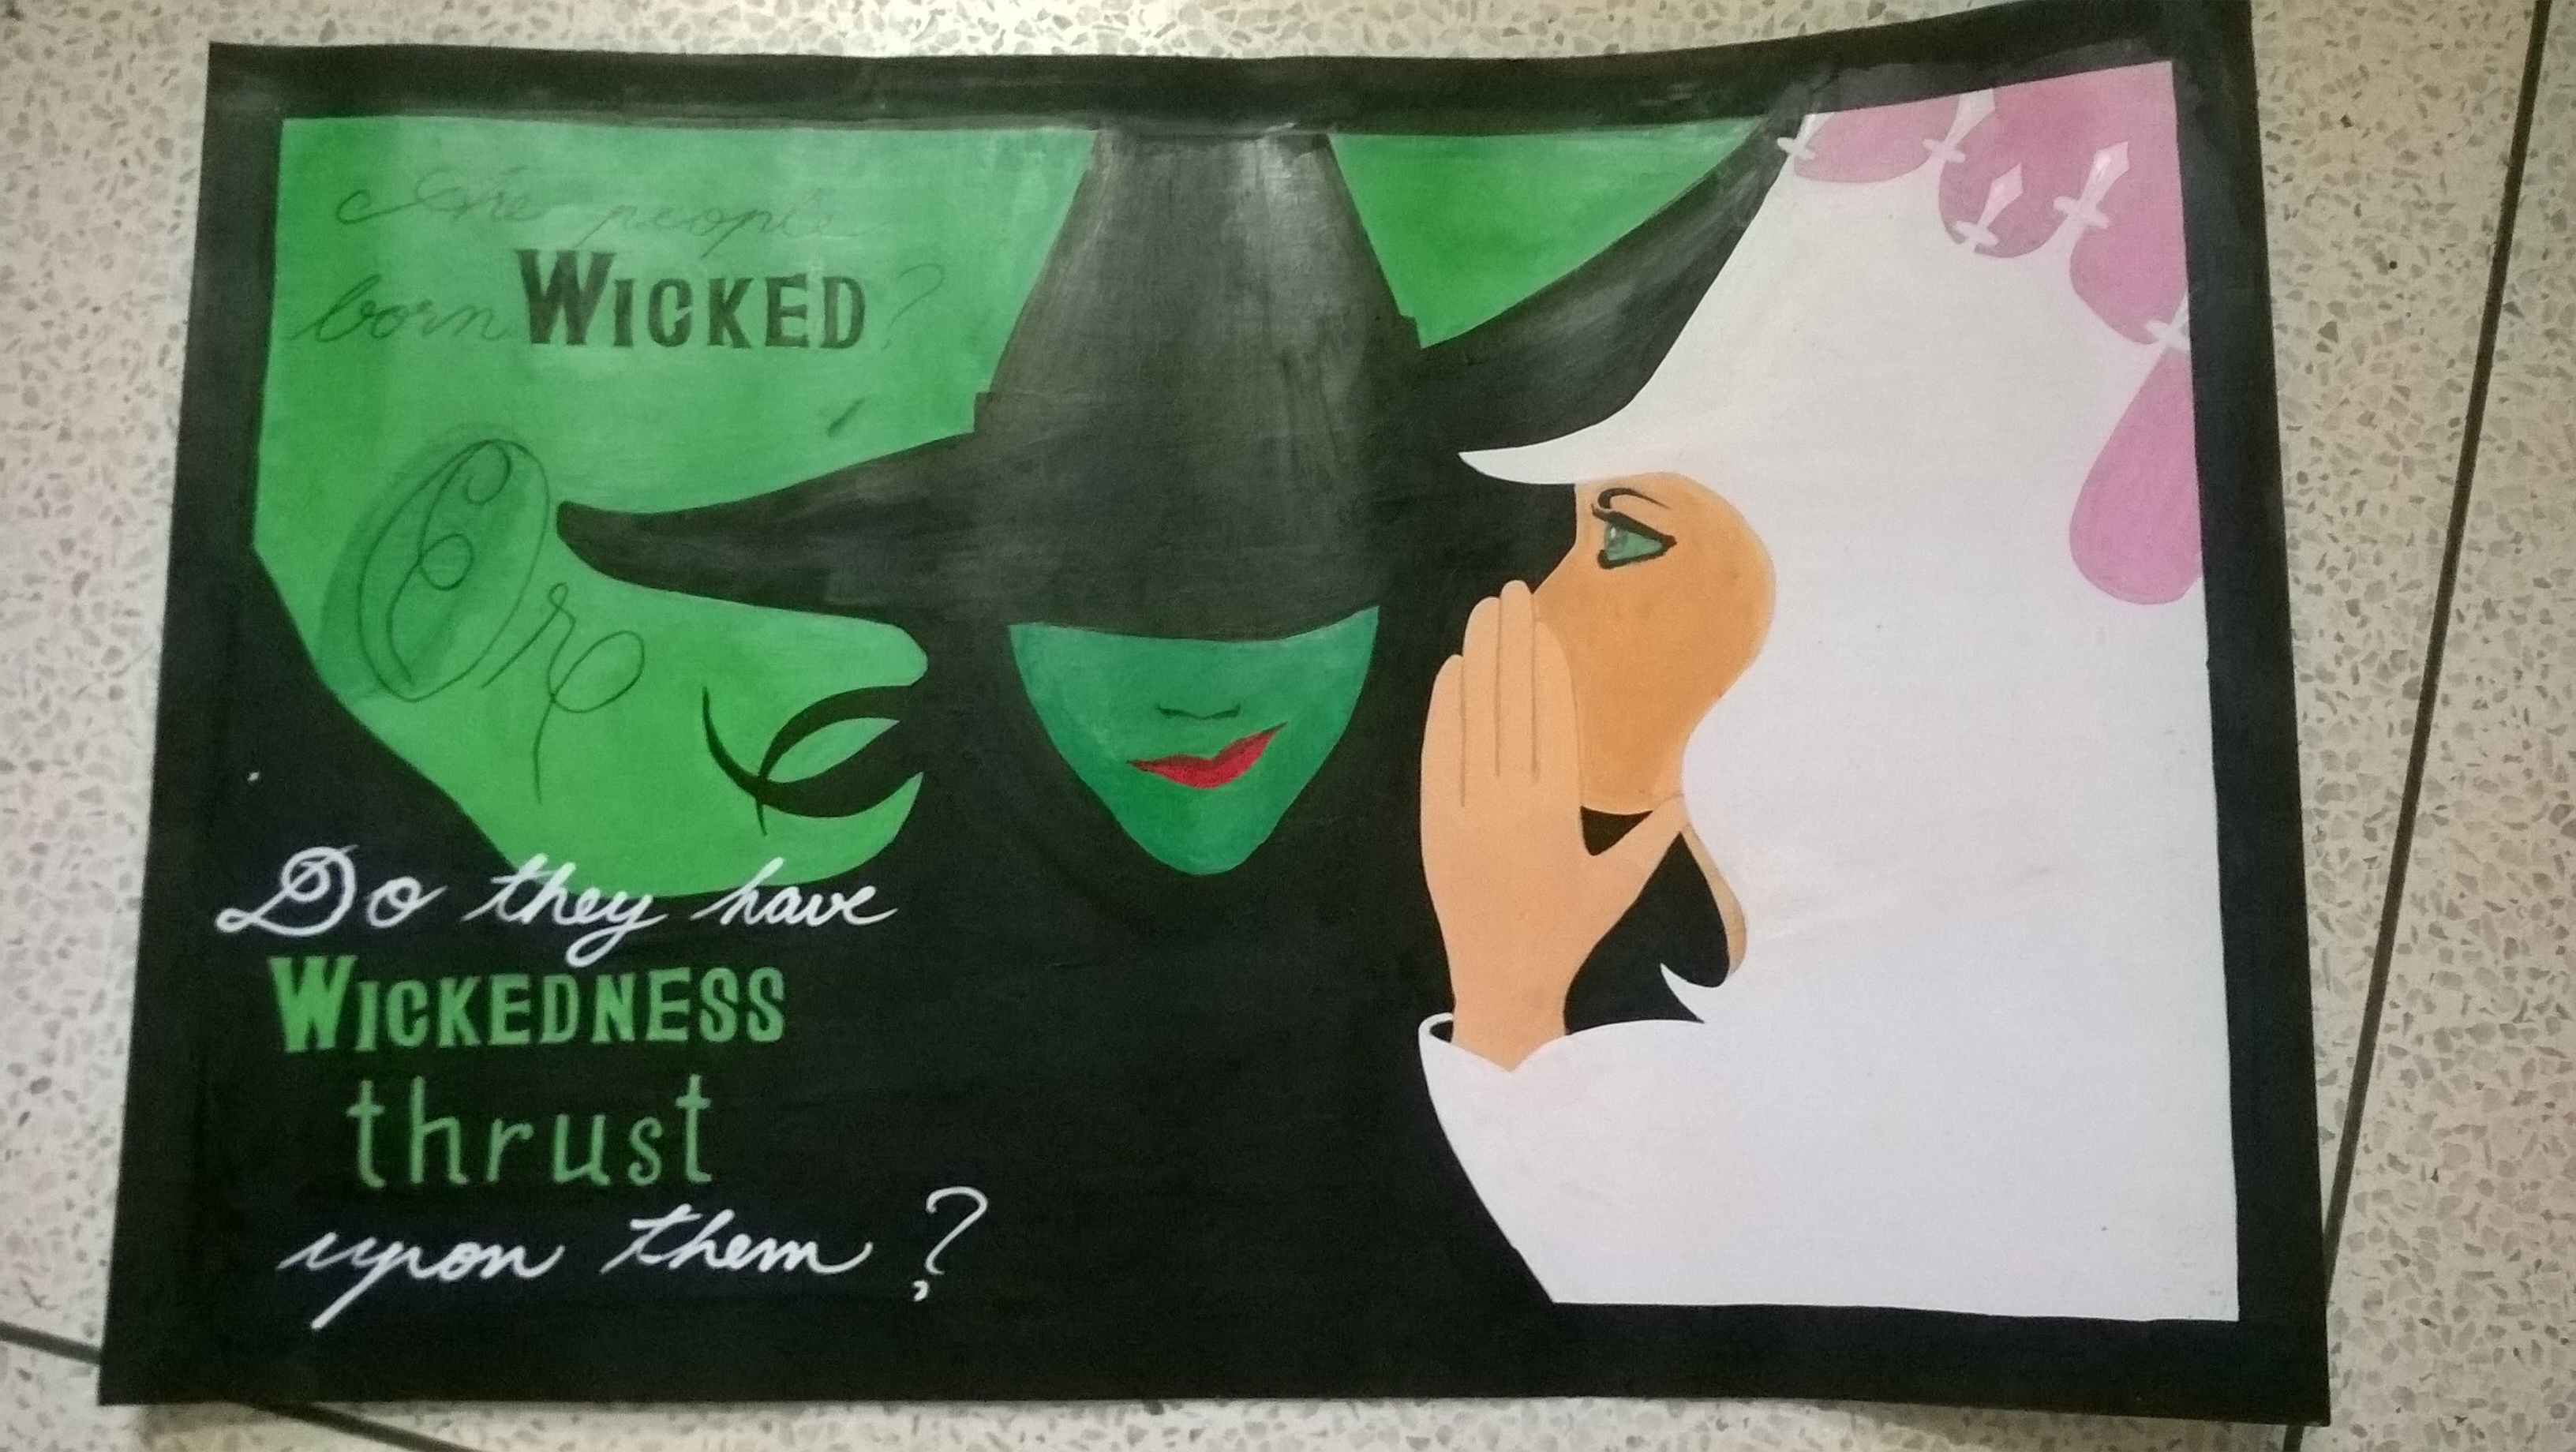 Are people
born WICKED?
Or
Do they have
WICKEDNESS
thrust
upon them?